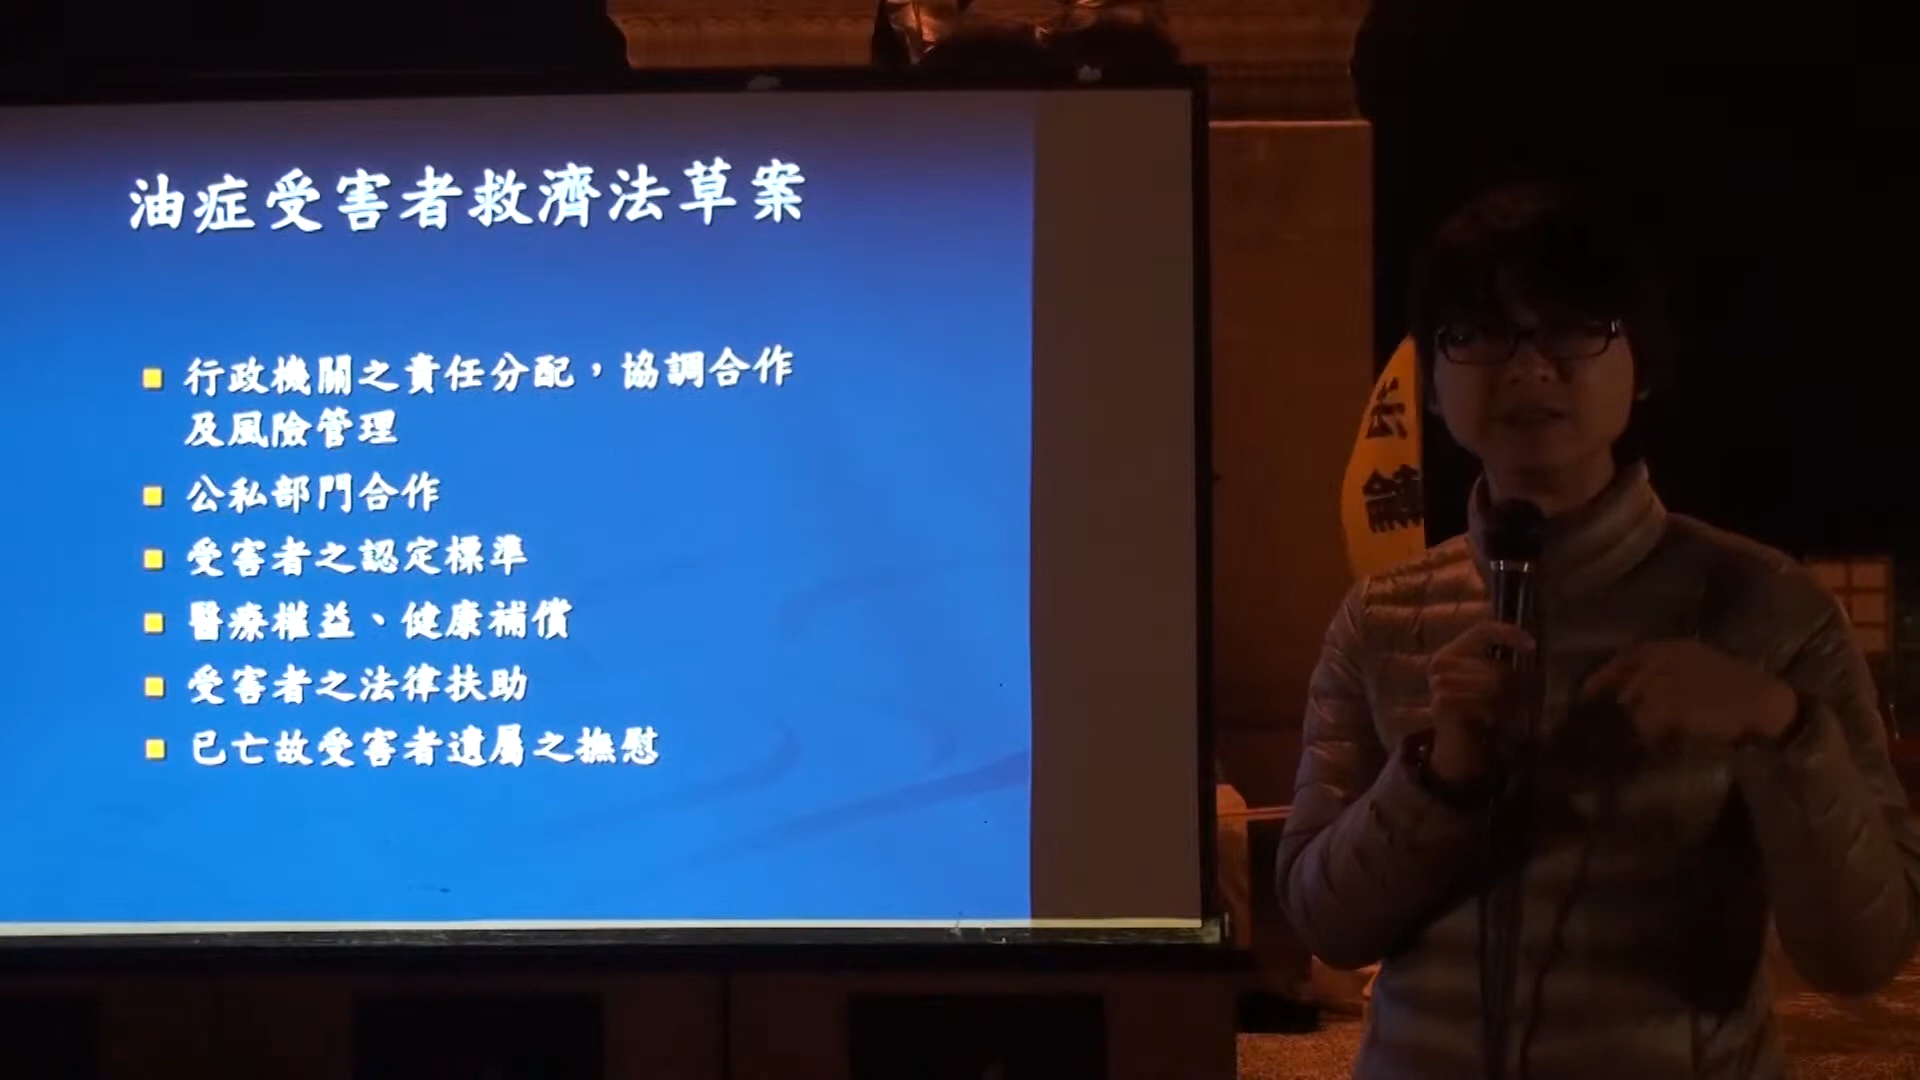 油症受害者救濟法草案
行政機關之責任分配，協調合作
及風險管理
公私部門合作
受害者之認定標準
醫療權益、健康補償
受害者之法律扶助
已亡故受害者遺屬之撫慰
法
輪